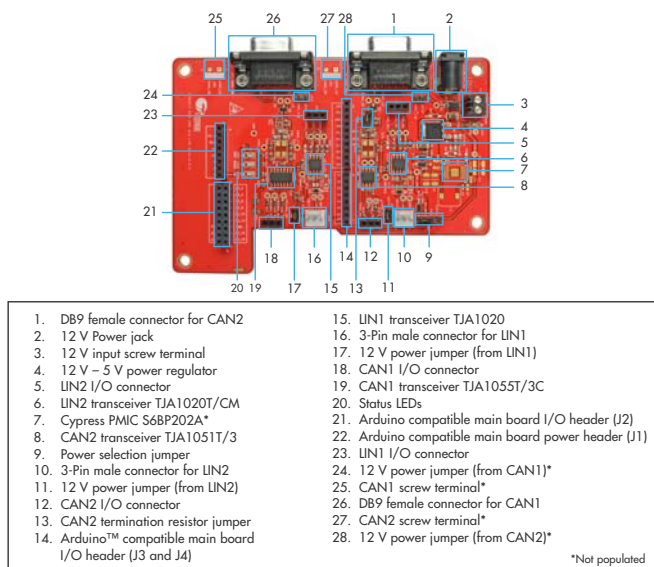 25 26 27 28 1 2
24
23
22
21
3
4
5
6
7
8
20 19 18 17 16 15 14 13 12 11 10 9
1. DB9 female connector for CAN2
2. 12 V Power jack
3. 12 V input screw terminal
4. 12 V – 5 V power regulator
5. LIN2 I/O connector
6. LIN2 transceiver TJA1020T/CM
7. Cypress PMIC S6BP202A*
8. CAN2 transceiver TJA1051T/3
9. Power selection jumper
10. 3-Pin male connector for LIN2
11. 12 V power jumper (from LIN2)
12. CAN2 I/O connector
13. CAN2 termination resistor jumper
14. Arduino™ compatible main board
I/O header (J3 and J4)
15. LIN1 transceiver TJA1020
16. 3-Pin male connector for LIN1
17. 12 V power jumper (from LIN1)
18. CAN1 I/O connector
19. CAN1 transceiver TJA1055T/3C
20. Status LEDs
21. Arduino compatible main board I/O header (J2)
22. Arduino compatible main board power header (J1)
23. LIN1 I/O connector
24. 12 V power jumper (from CAN1)*
25. CAN1 screw terminal*
26. DB9 female connector for CAN1
27. CAN2 screw terminal*
28. 12 V power jumper (from CAN2)*
*Not populated